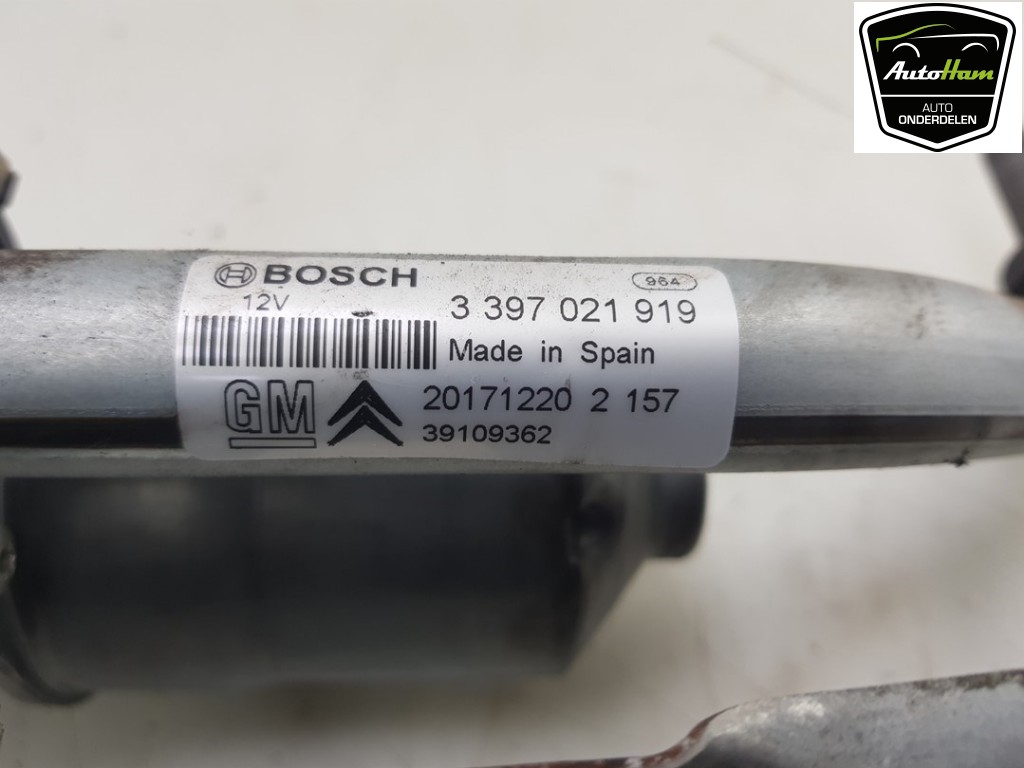 AutoHam
AUTO
ONDERDELEN
BOSCH
964
12V
3 397 021 919
Made in Spain
GM
20171220 2 157
39109362